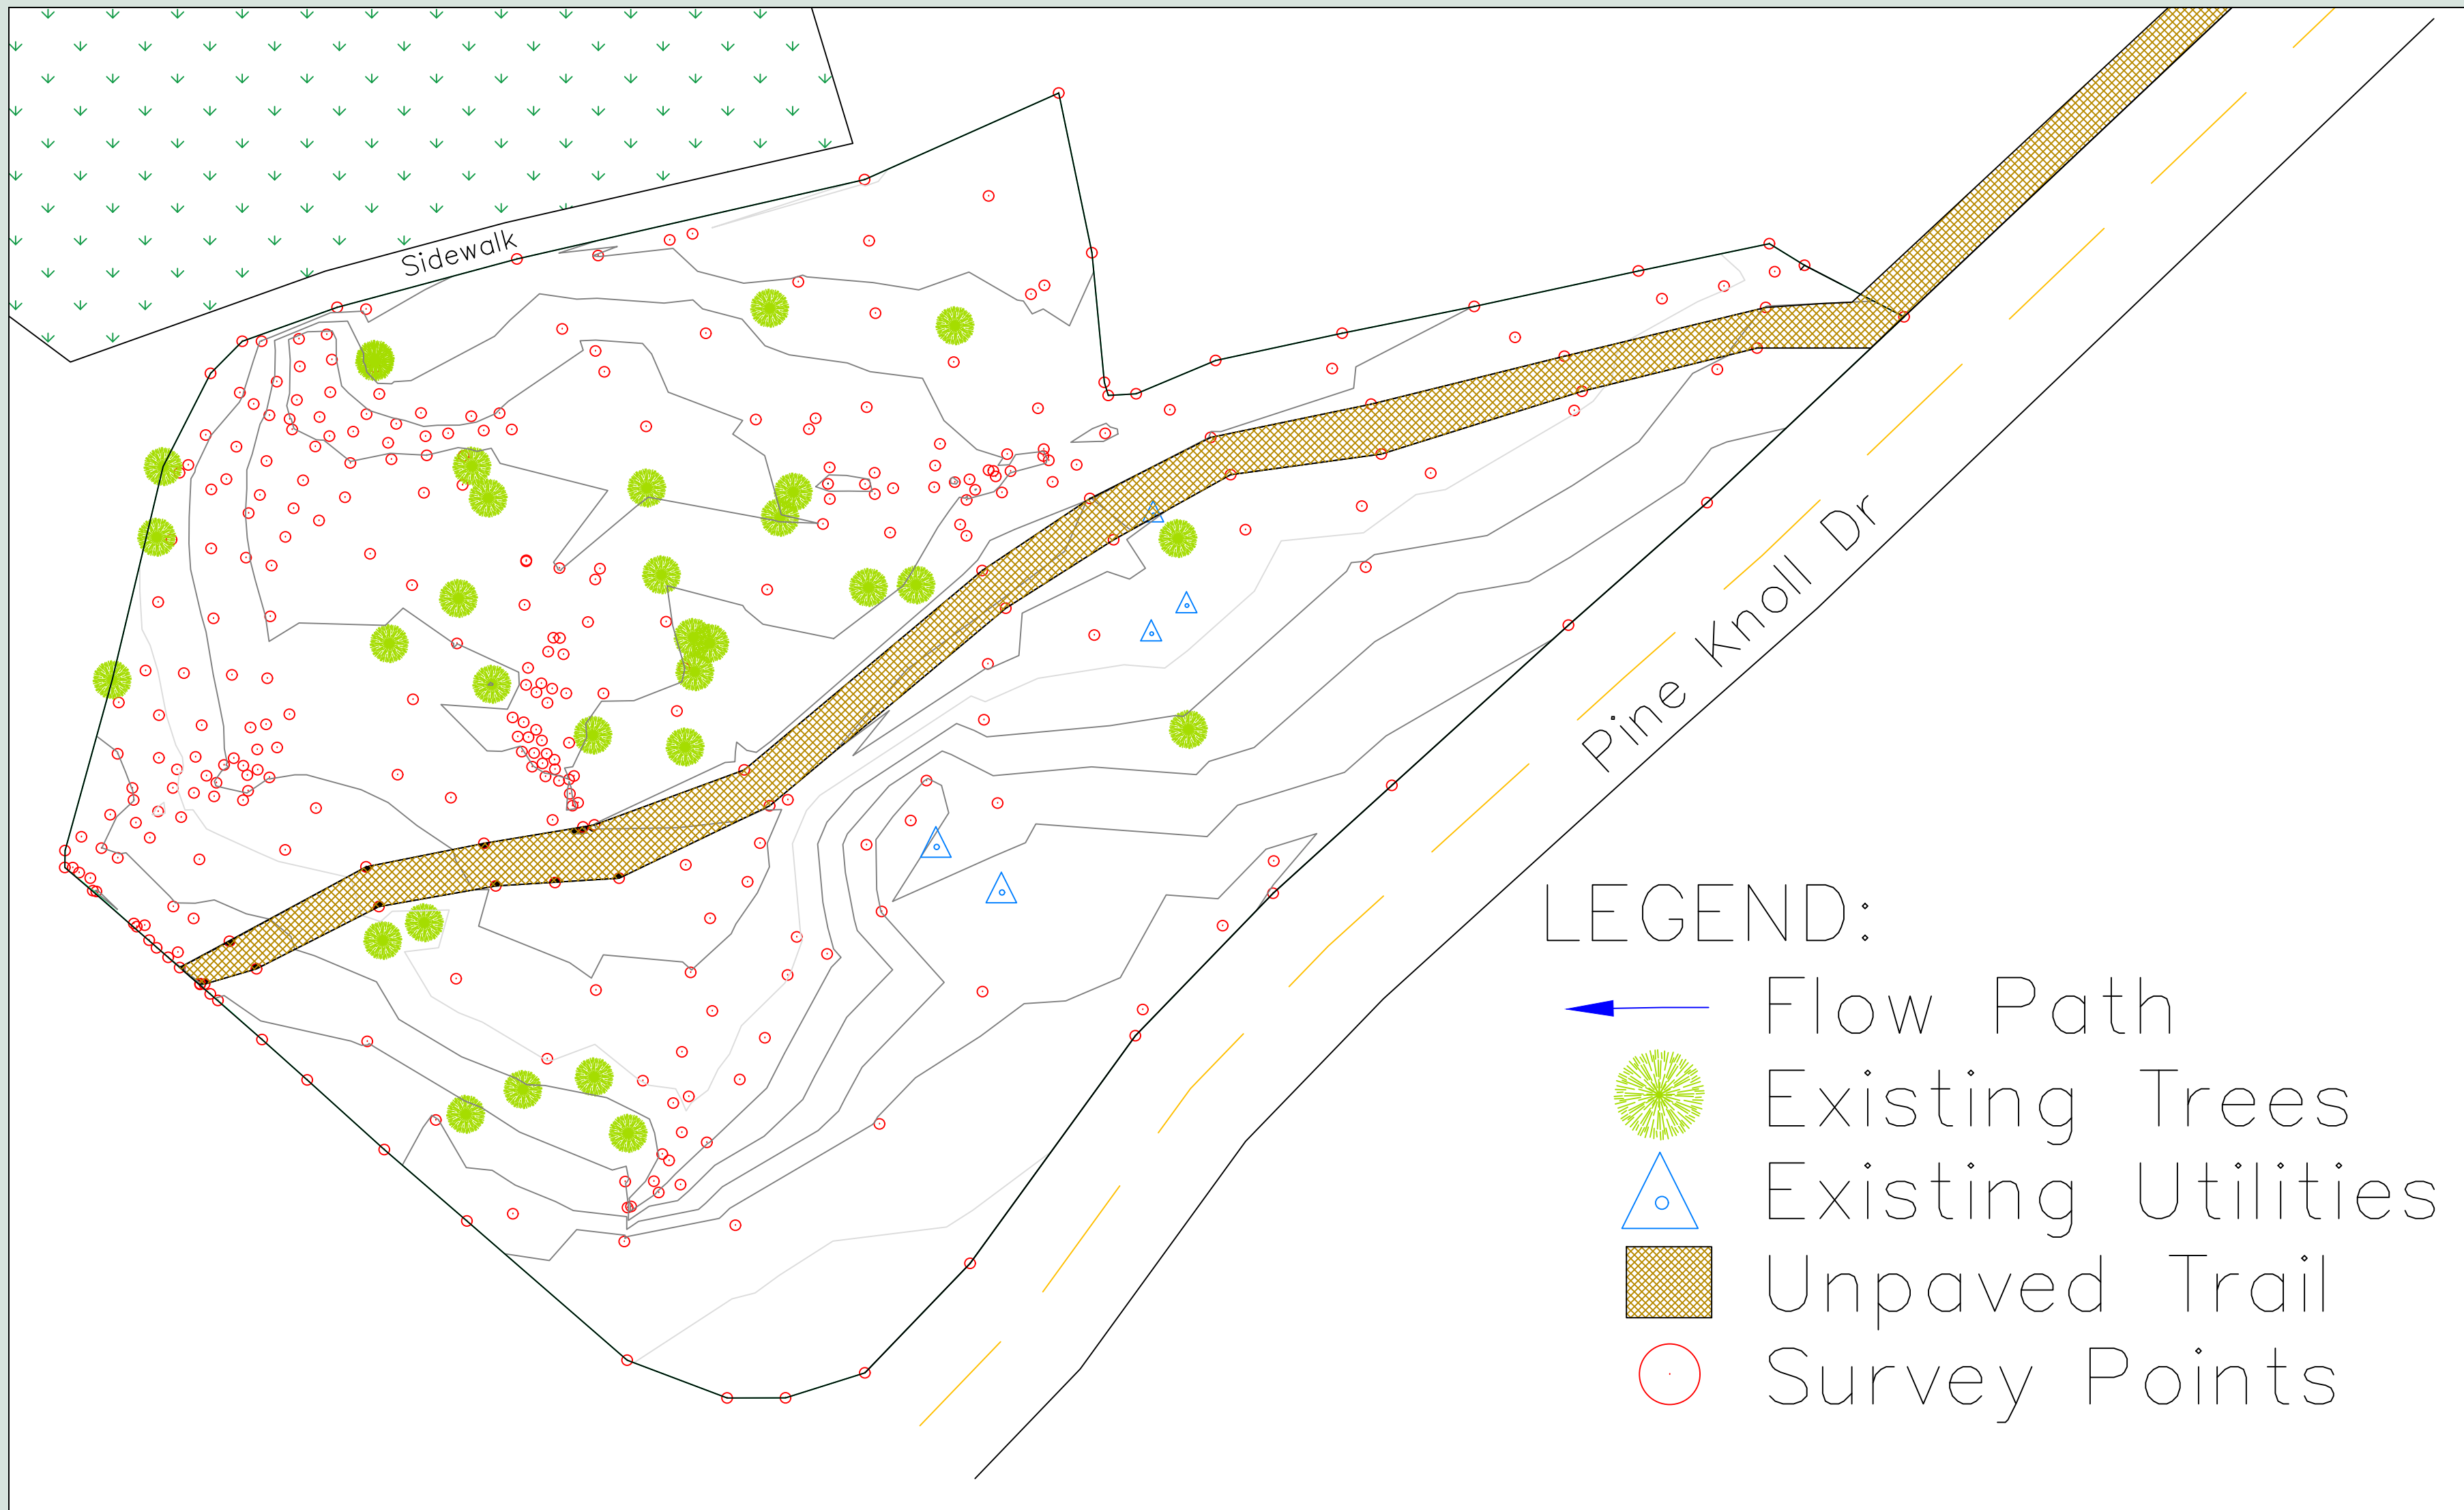 Sidewalk
Pine Knoll Dr
LEGEND:
Flow Path
Existing Trees
Existing Utilities
Unpaved Trail
Survey Points